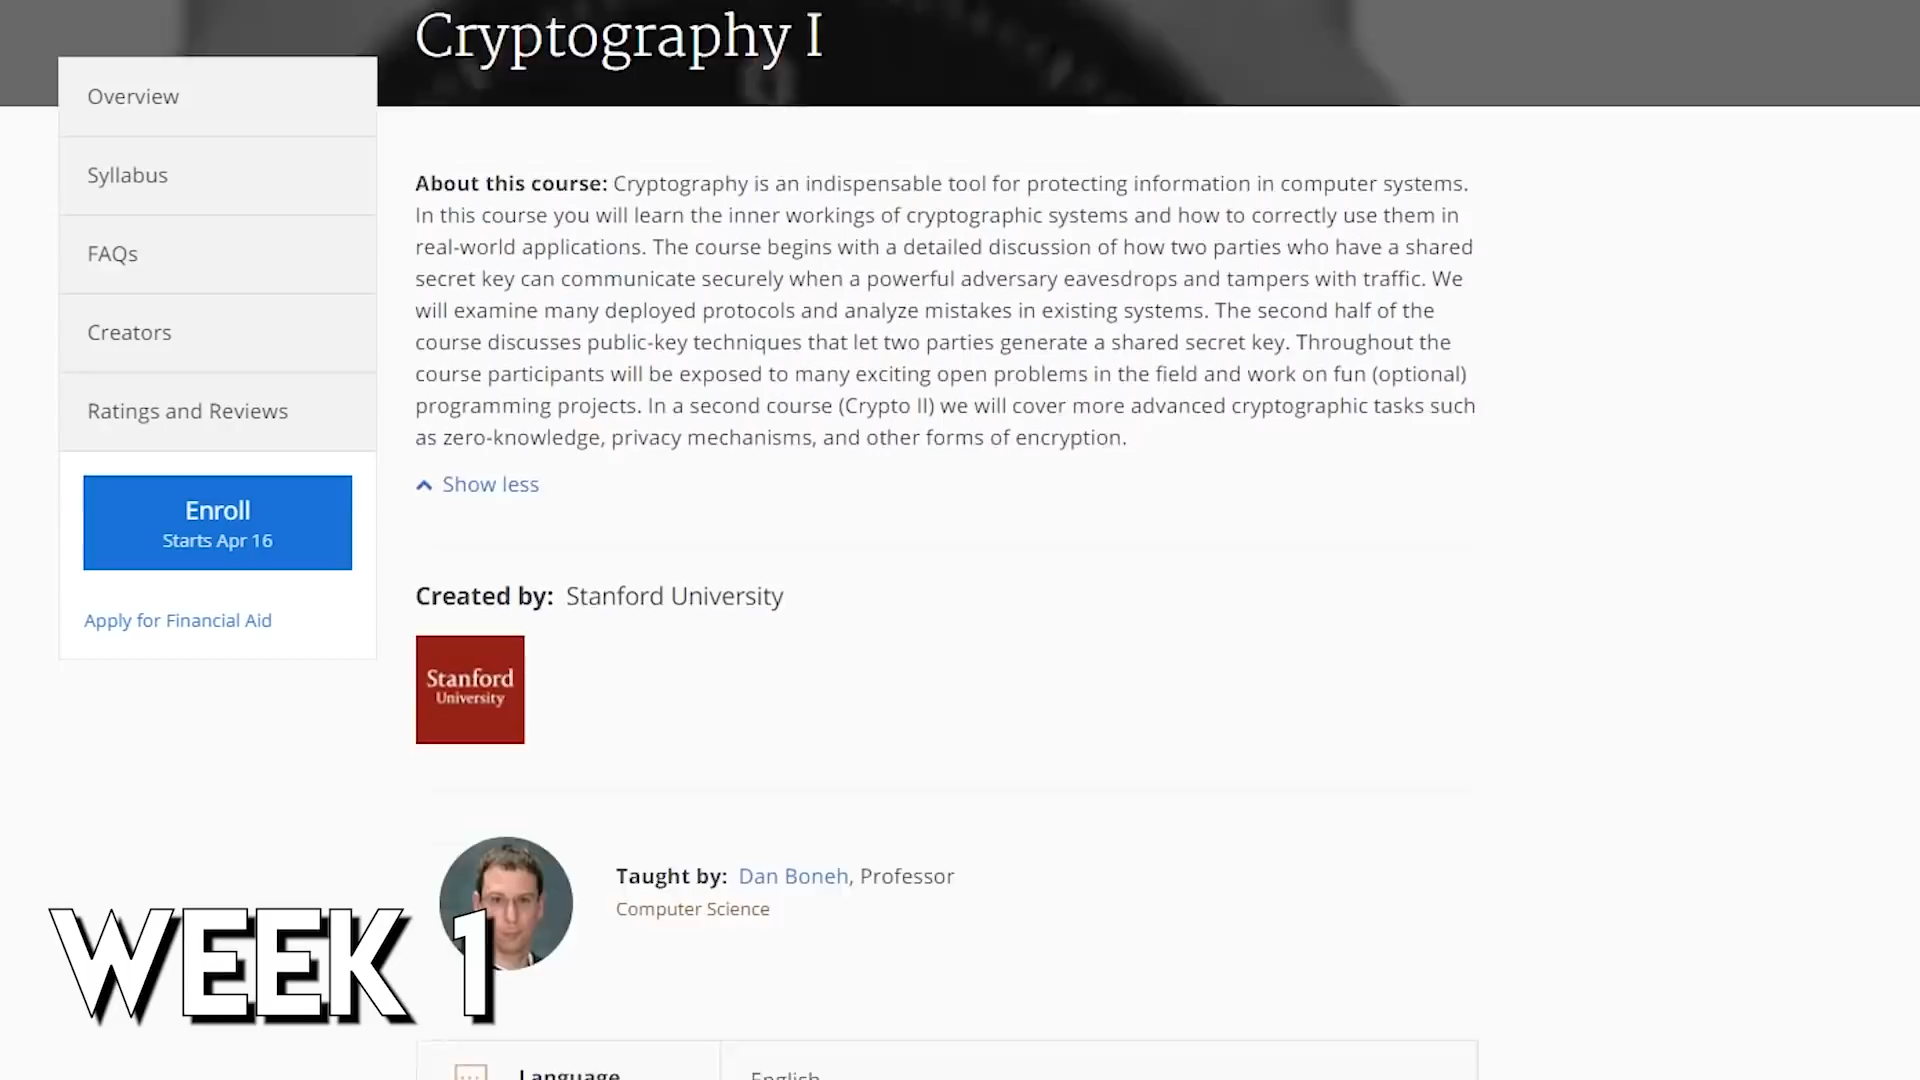 Cryptography I
Overview
Syllabus
FAQs
Creators
Ratings and Reviews
Enroll
Starts Apr 16
Apply for Financial Aid
About this course: Cryptography is an indispensable tool for protecting information in computer systems.
In this course you will learn the inner workings of cryptographic systems and how to correctly use them in
real-world applications. The course begins with a detailed discussion of how two parties who have a shared
secret key can communicate securely when a powerful adversary eavesdrops and tampers with traffic. We
will examine many deployed protocols and analyze mistakes in existing systems. The second half of the
course discusses public-key techniques that let two parties generate a shared secret key. Throughout the
course participants will be exposed to many exciting open problems in the field and work on fun (optional)
programming projects. In a second course (Crypto II) we will cover more advanced cryptographic tasks such
as zero-knowledge, privacy mechanisms, and other forms of encryption.
Show less
Created by: Stanford University
Stanford
University
Taught by: Dan Boneh, Professor
Computer Science
WEEK 1
Language English